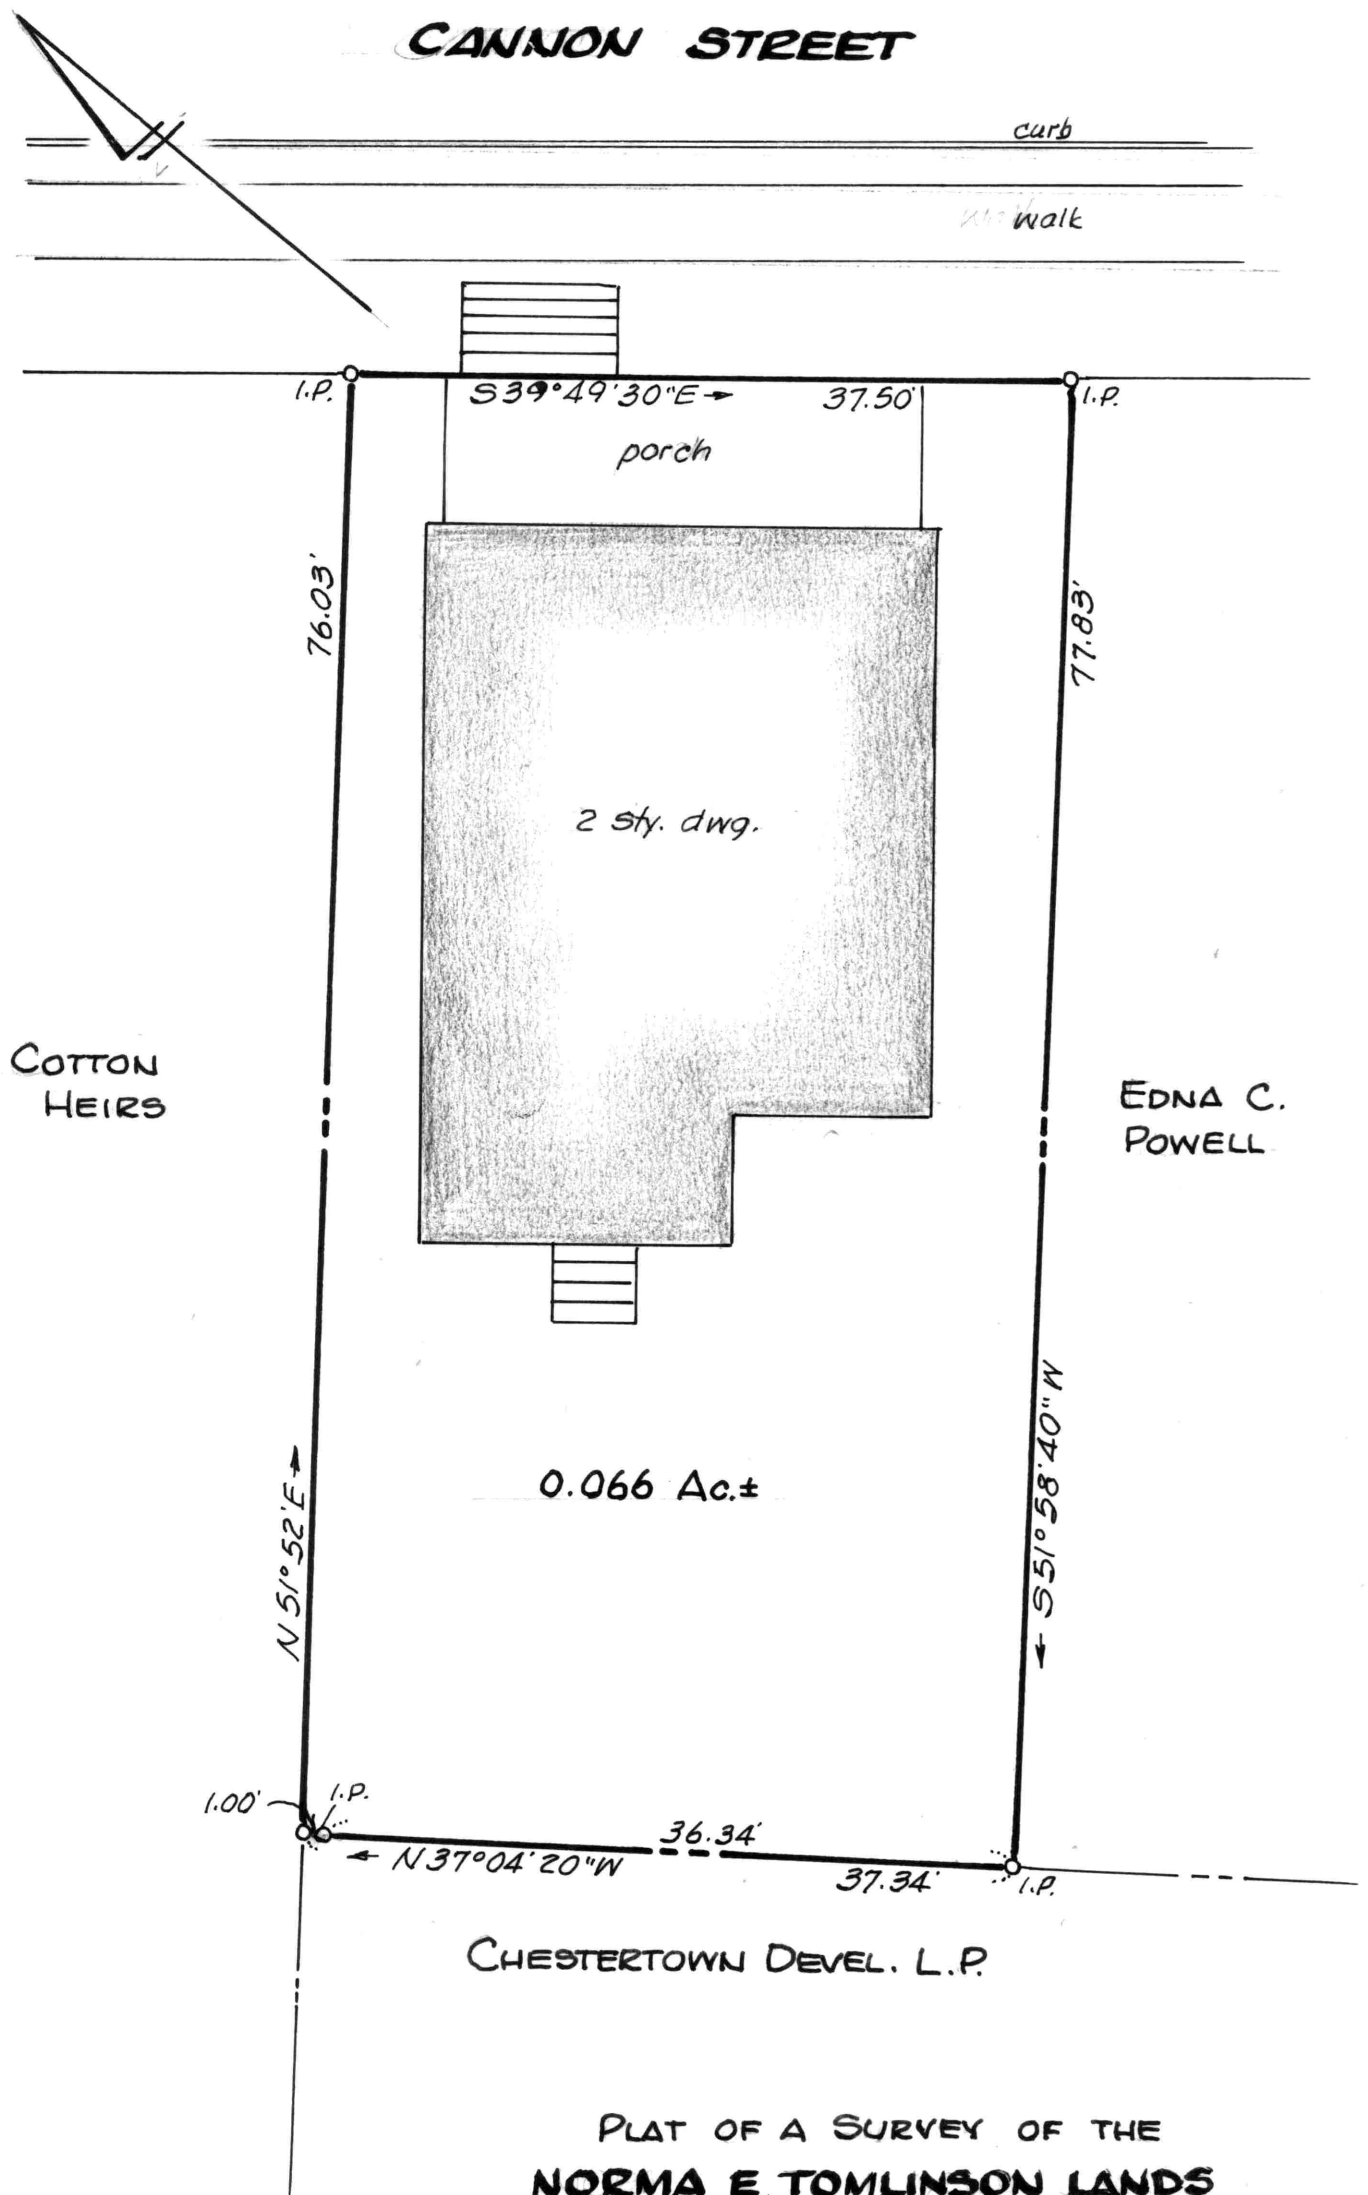 CANNON STREET
curb
walk
I.P.
S39°49'30"E→
37.50'
I.P.
porch
76.03'
77.83'
2 sty. dwg.
COTTON
HEIRS
EDNA C.
POWELL
0.066 Ac.±
N 51°52'E→
← S51°58'40"W
1.00'
I.P.
36.34'
← N37°04'20"W
37.34'
I.P.
CHESTERTOWN DEVEL. L.P.
PLAT OF A SURVEY OF THE
NORMA E. TOMLINSON LANDS